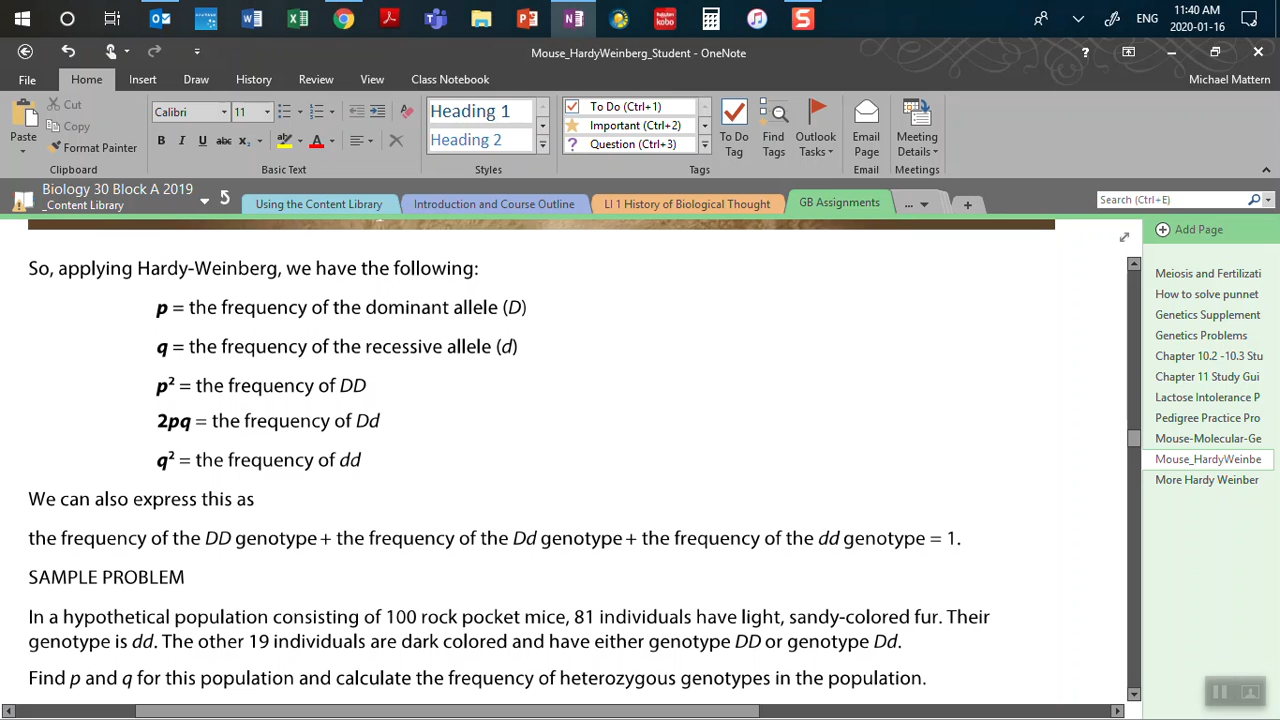 ENG
11:40 AM
2020-01-16
Mouse_HardyWeinberg_Student - OneNote
File Home Insert Draw History Review View Class Notebook
Michael Mattern
Paste
Cut
Copy
Format Painter
Clipboard
Calibri 11
B I U abc x₂ A
Basic Text
Heading 1
Heading 2
Styles
To Do (Ctrl+1)
Important (Ctrl+2)
? Question (Ctrl+3)
To Do
Tag
Find
Tags
Outlook
Tasks
Tags
Email
Page
Email
Meeting
Details
Meetings
Biology 30 Block A 2019
_Content Library
Using the Content Library
Introduction and Course Outline
LI 1 History of Biological Thought
GB Assignments
...
+
Search (Ctrl+E)
Add Page
Meiosis and Fertilizati
How to solve punnet
Genetics Supplement
Genetics Problems
Chapter 10.2 -10.3 Stu
Chapter 11 Study Gui
Lactose Intolerance P
Pedigree Practice Pro
Mouse-Molecular-Ge
Mouse_HardyWeinbe
More Hardy Weinber
So, applying Hardy-Weinberg, we have the following:
p = the frequency of the dominant allele (D)
q = the frequency of the recessive allele (d)
p² = the frequency of DD
2pq = the frequency of Dd
q² = the frequency of dd
We can also express this as
the frequency of the DD genotype + the frequency of the Dd genotype + the frequency of the dd genotype = 1.
SAMPLE PROBLEM
In a hypothetical population consisting of 100 rock pocket mice, 81 individuals have light, sandy-colored fur. Their
genotype is dd. The other 19 individuals are dark colored and have either genotype DD or genotype Dd.
Find p and q for this population and calculate the frequency of heterozygous genotypes in the population.